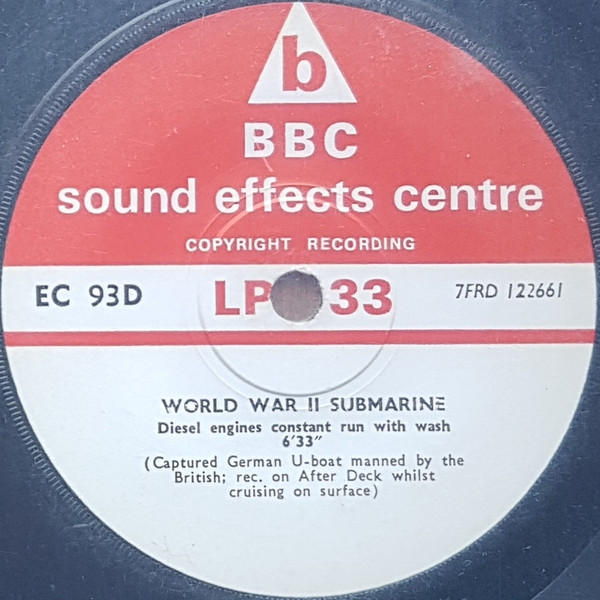 b
BBC
sound effects centre
COPYRIGHT RECORDING
EC 93D LP 33 7FRD 122661
WORLD WAR II SUBMARINE
Diesel engines constant run with wash
6'33"
(Captured German U-boat manned by the
British; rec. on After Deck whilst
cruising on surface)